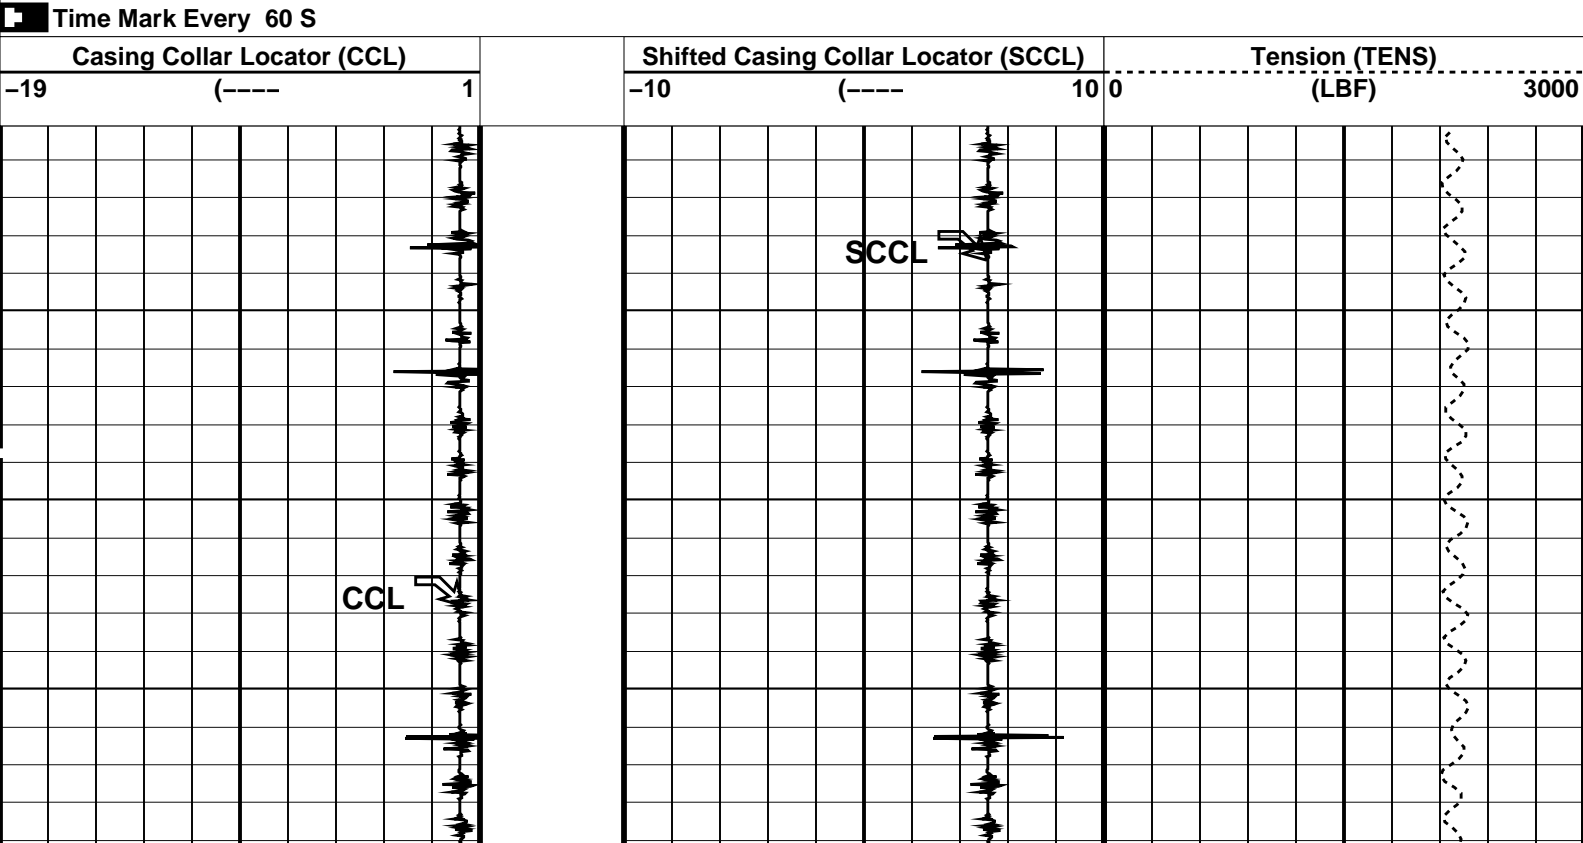 Time Mark Every 60 S
Casing Collar Locator (CCL)
Shifted Casing Collar Locator (SCCL)
Tension (TENS)
−19 (−−−− 1
−10 (−−−− 10
0 (LBF) 3000
SCCL
CCL